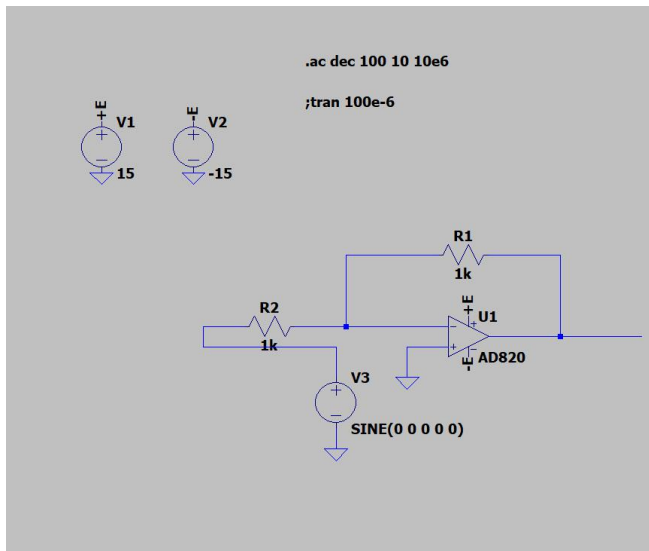 .ac dec 100 10 10e6
;tran 100e-6
+E
V1
+
−
15
-E
V2
+
−
-15
R1
1k
R2
1k
+E
U1
+
−
+
−
-E
AD820
V3
+
−
SINE(0 0 0 0 0)